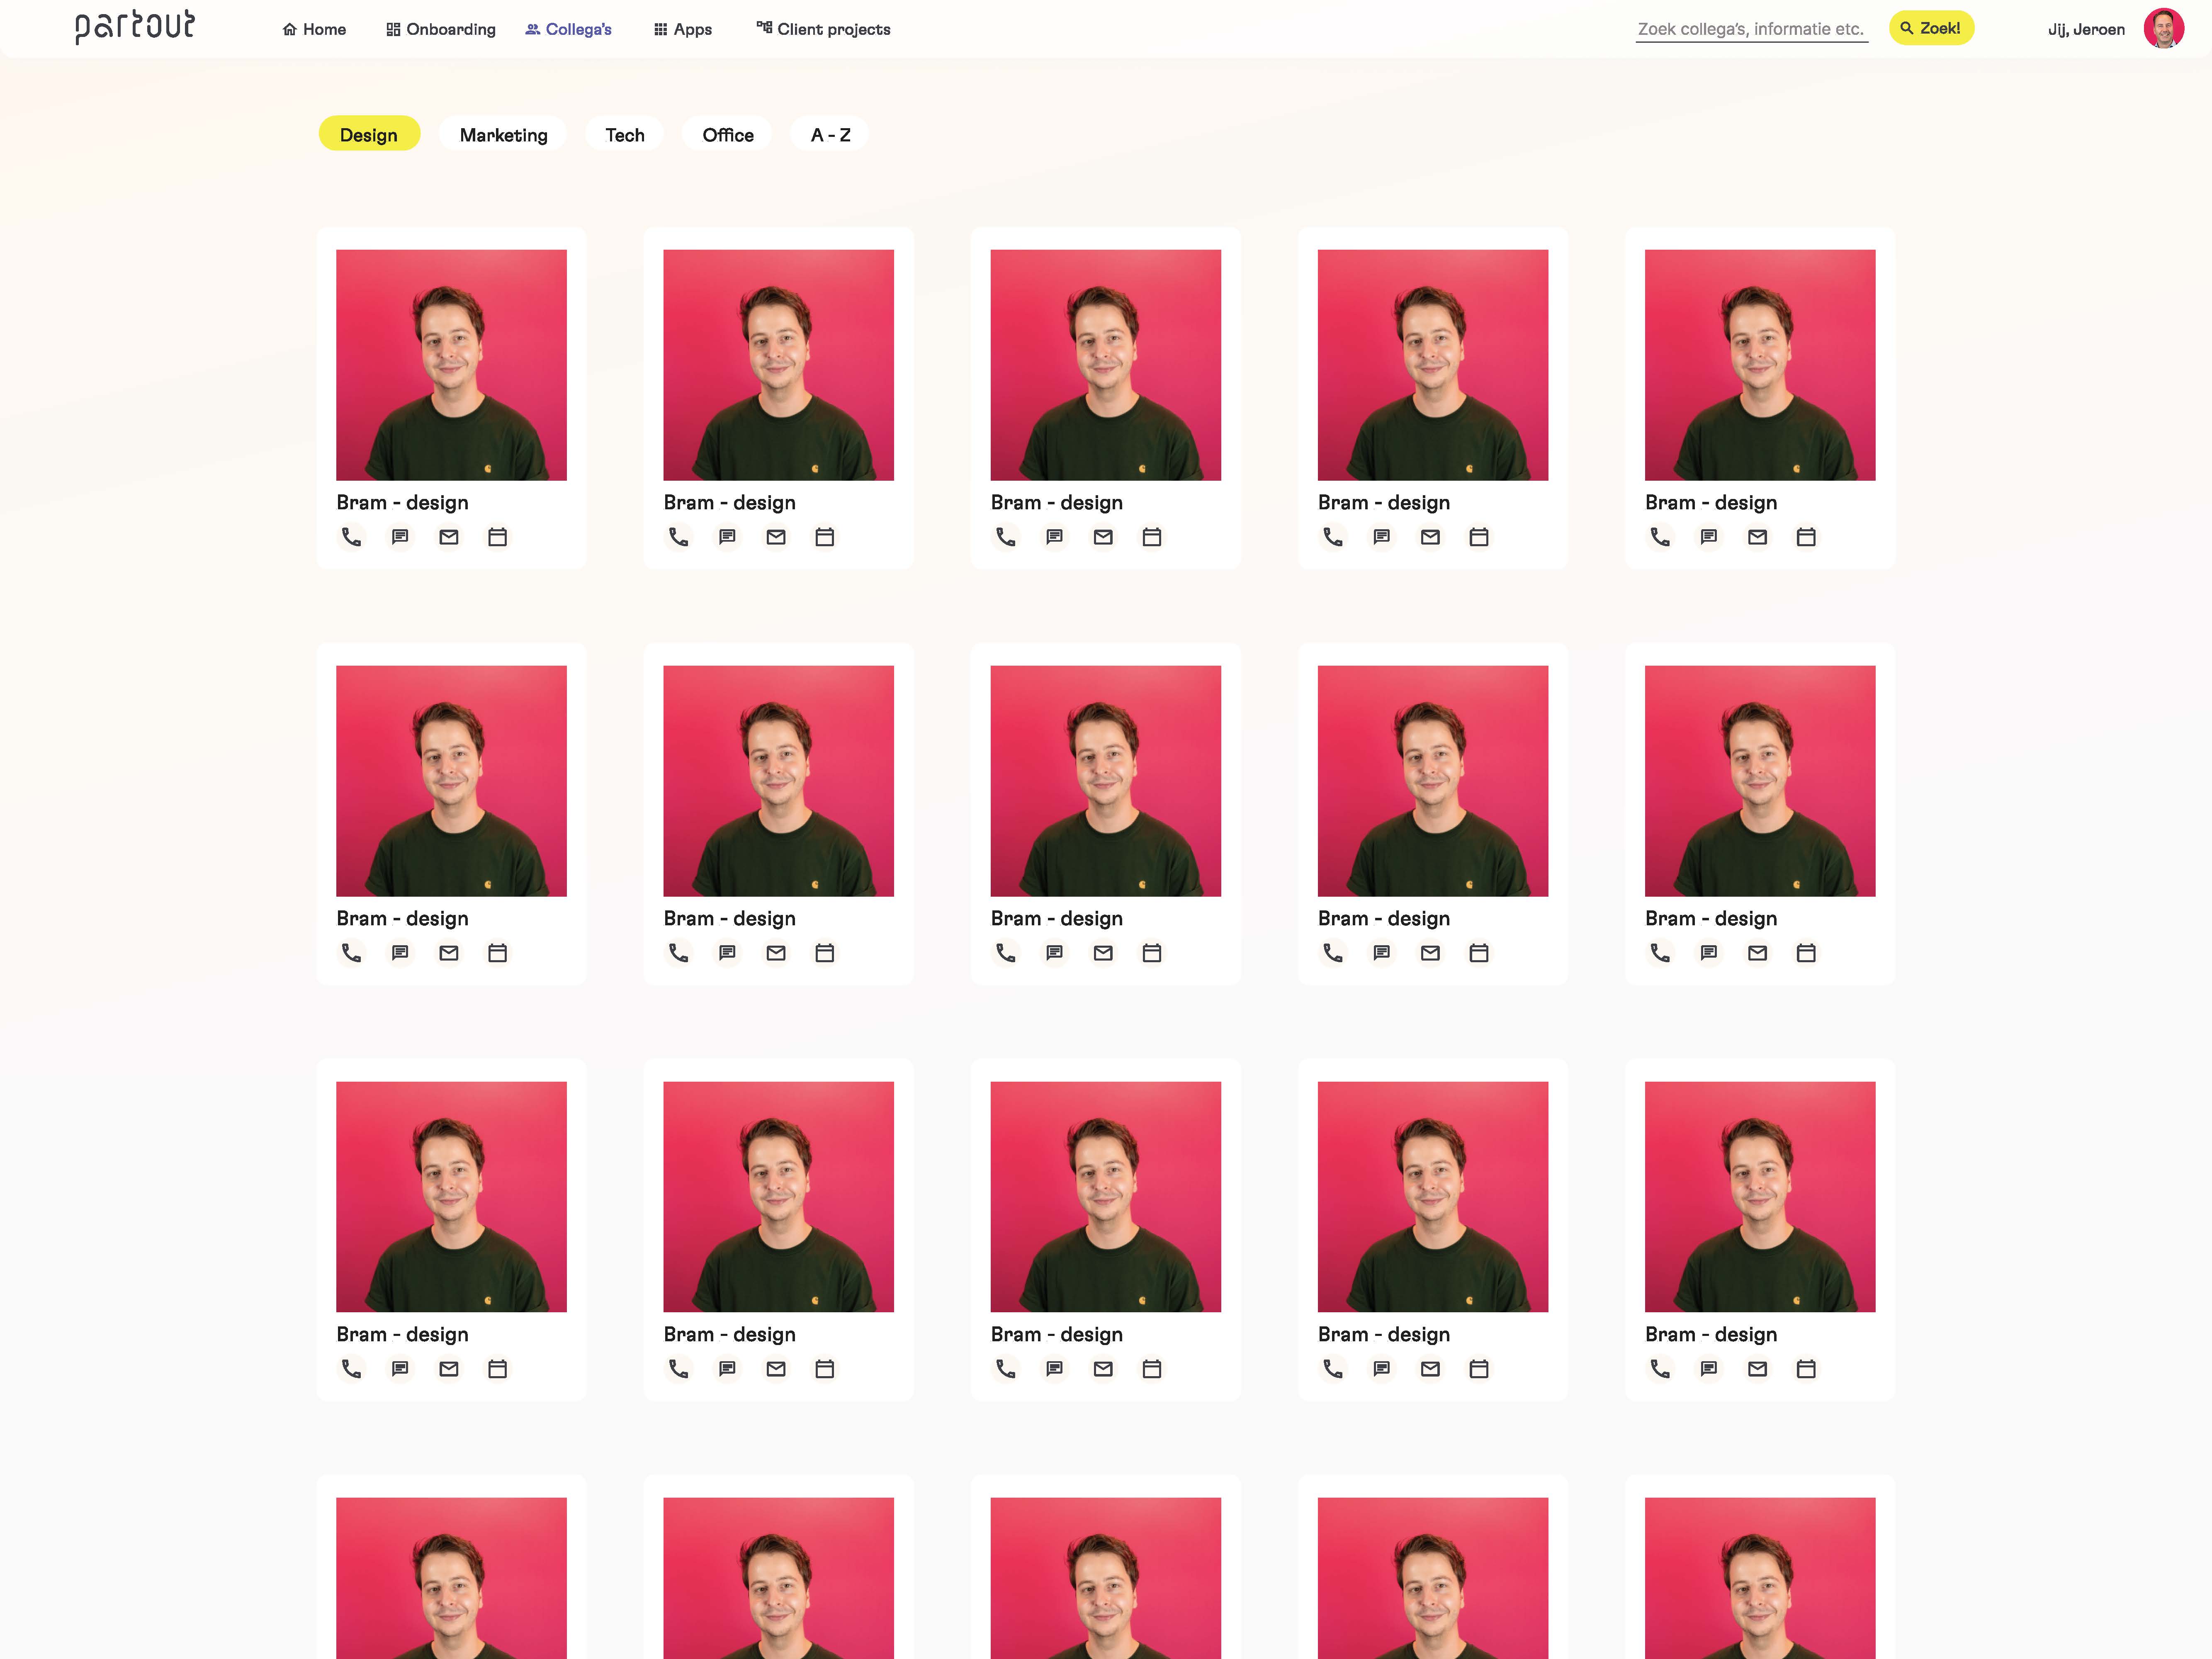 partout
Home Onboarding Collega's Apps Client projects Zoek collega's, informatie etc. Zoek! Jij, Jeroen
Design Marketing Tech Office A - Z
Bram - design Bram - design Bram - design Bram - design Bram - design
Bram - design Bram - design Bram - design Bram - design Bram - design
Bram - design Bram - design Bram - design Bram - design Bram - design